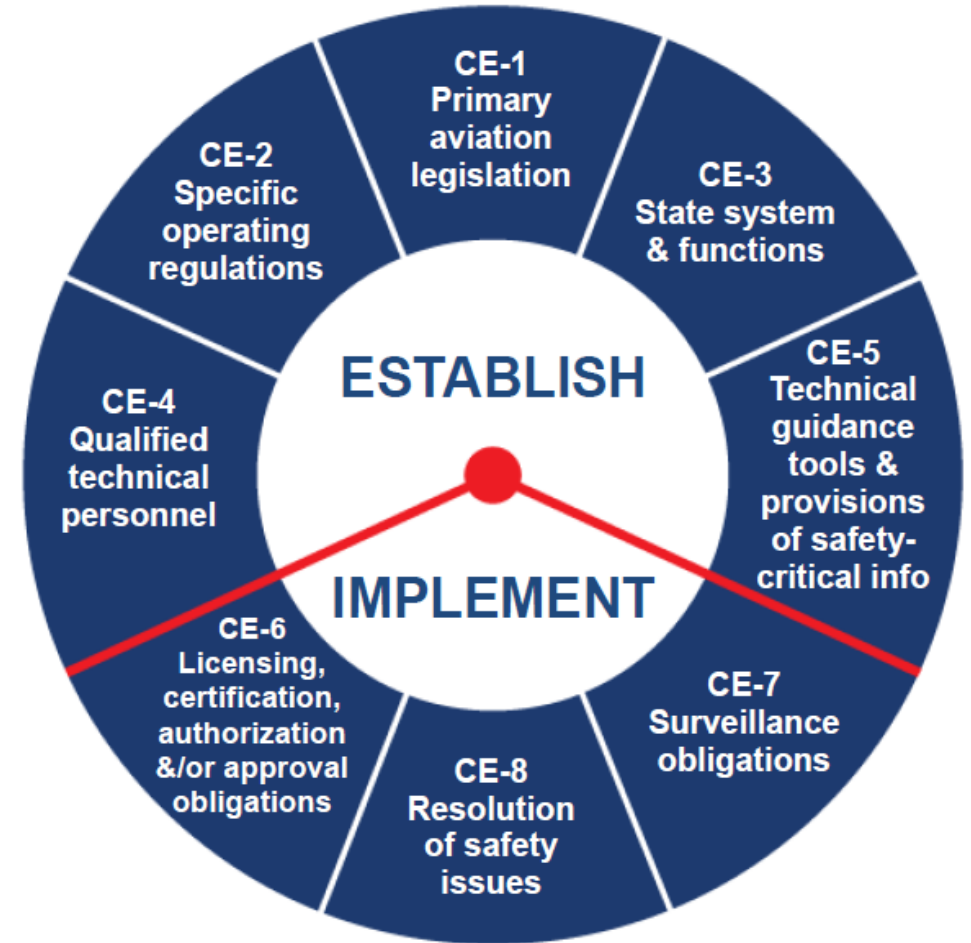 CE-1
Primary
aviation
legislation
CE-2
Specific
operating
regulations
CE-3
State system
& functions
ESTABLISH
CE-4
Qualified
technical
personnel
CE-5
Technical
guidance
tools &
provisions
of safety-
critical info
IMPLEMENT
CE-6
Licensing,
certification,
authorization
&/or approval
obligations
CE-7
Surveillance
obligations
CE-8
Resolution
of safety
issues